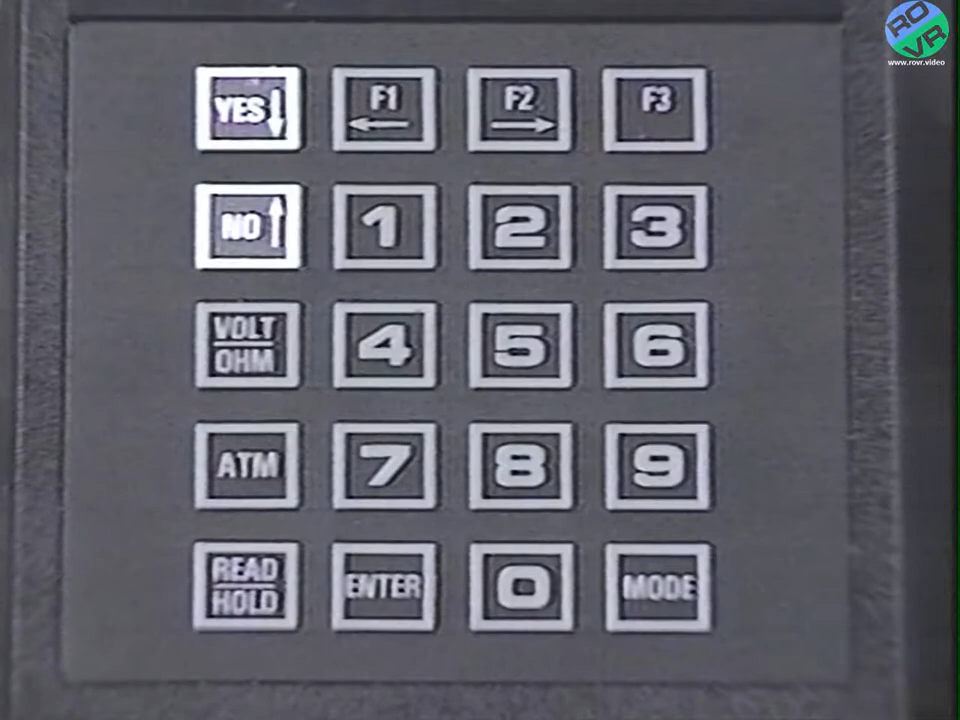 RO
VR
www.rovr.video
YES↓ F1 F2 F3
← →
NO↑ 1 2 3
VOLT
OHM 4 5 6
ATM 7 8 9
READ
HOLD ENTER 0 MODE